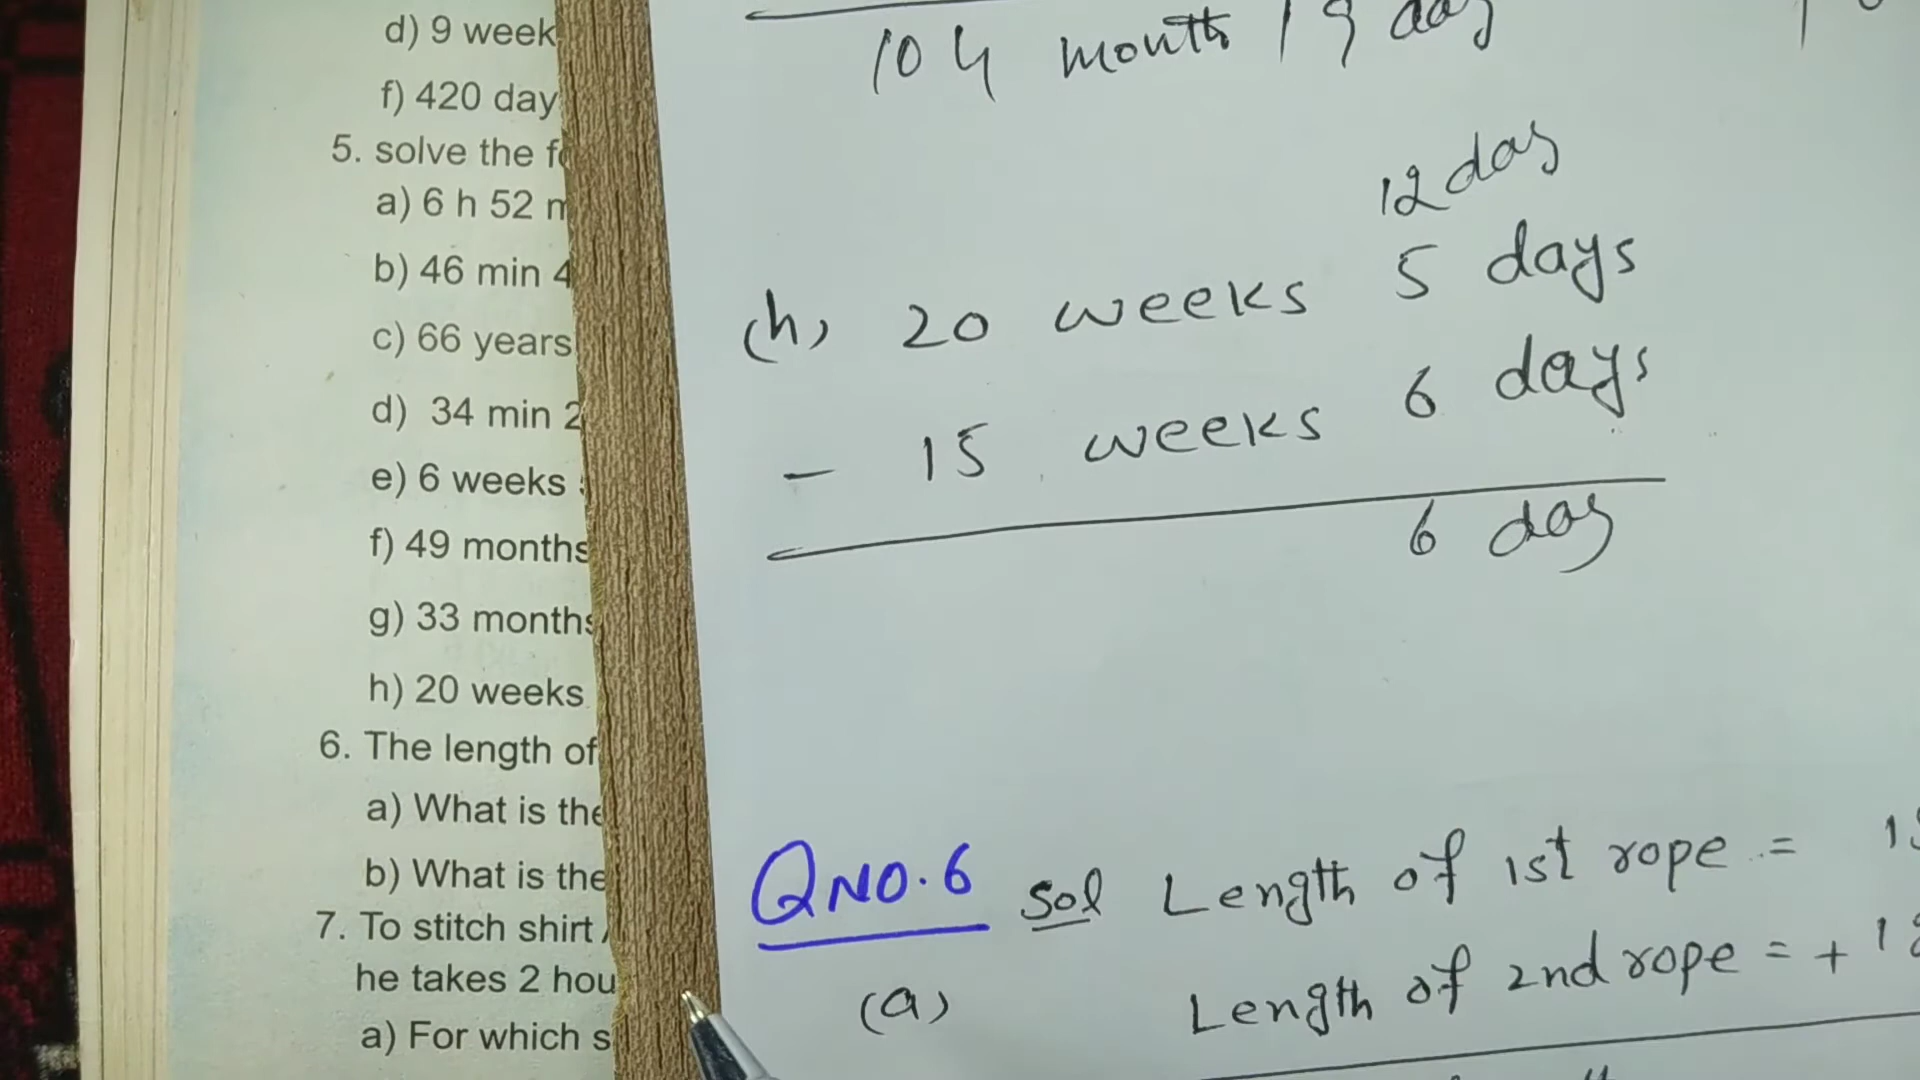 d) 9 week
f) 420 day
5. solve the f
a) 6 h 52 m
b) 46 min 4
c) 66 years
d) 34 min 2
e) 6 weeks
f) 49 months
g) 33 months
h) 20 weeks
6. The length of
a) What is the
b) What is the
7. To stitch shirt
he takes 2 hou
a) For which s
104 month 19 day
12 day
(h) 20 weeks 5 days
- 15 weeks 6 days
6 day
QNO.6 Sol Length of 1st rope =
(a) Length of 2nd rope = +